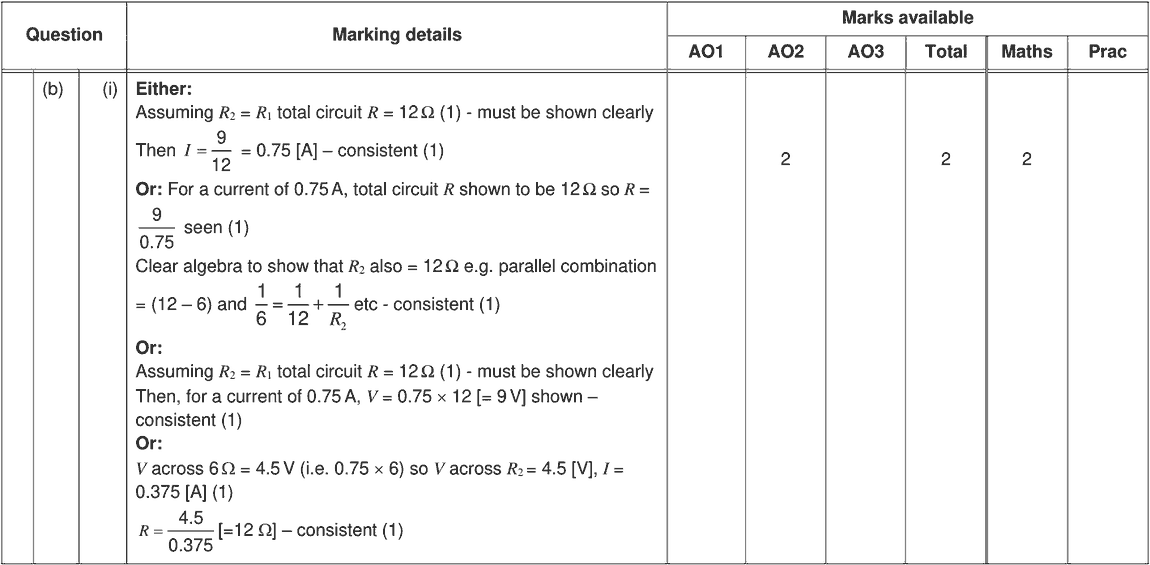 Question Marking details Marks available
AO1 AO2 AO3 Total Maths Prac
(b) (i) Either:
Assuming R₂ = R₁ total circuit R = 12 Ω (1) - must be shown clearly
Then I = 9/12 = 0.75 [A] – consistent (1)
2 2 2
Or: For a current of 0.75 A, total circuit R shown to be 12 Ω so R =
9/0.75 seen (1)
Clear algebra to show that R₂ also = 12 Ω e.g. parallel combination
= (12 – 6) and 1/6 = 1/12 + 1/R₂ etc - consistent (1)
Or:
Assuming R₂ = R₁ total circuit R = 12 Ω (1) - must be shown clearly
Then, for a current of 0.75 A, V = 0.75 × 12 [= 9 V] shown –
consistent (1)
Or:
V across 6 Ω = 4.5 V (i.e. 0.75 × 6) so V across R₂ = 4.5 [V], I =
0.375 [A] (1)
R = 4.5/0.375 [=12 Ω] – consistent (1)